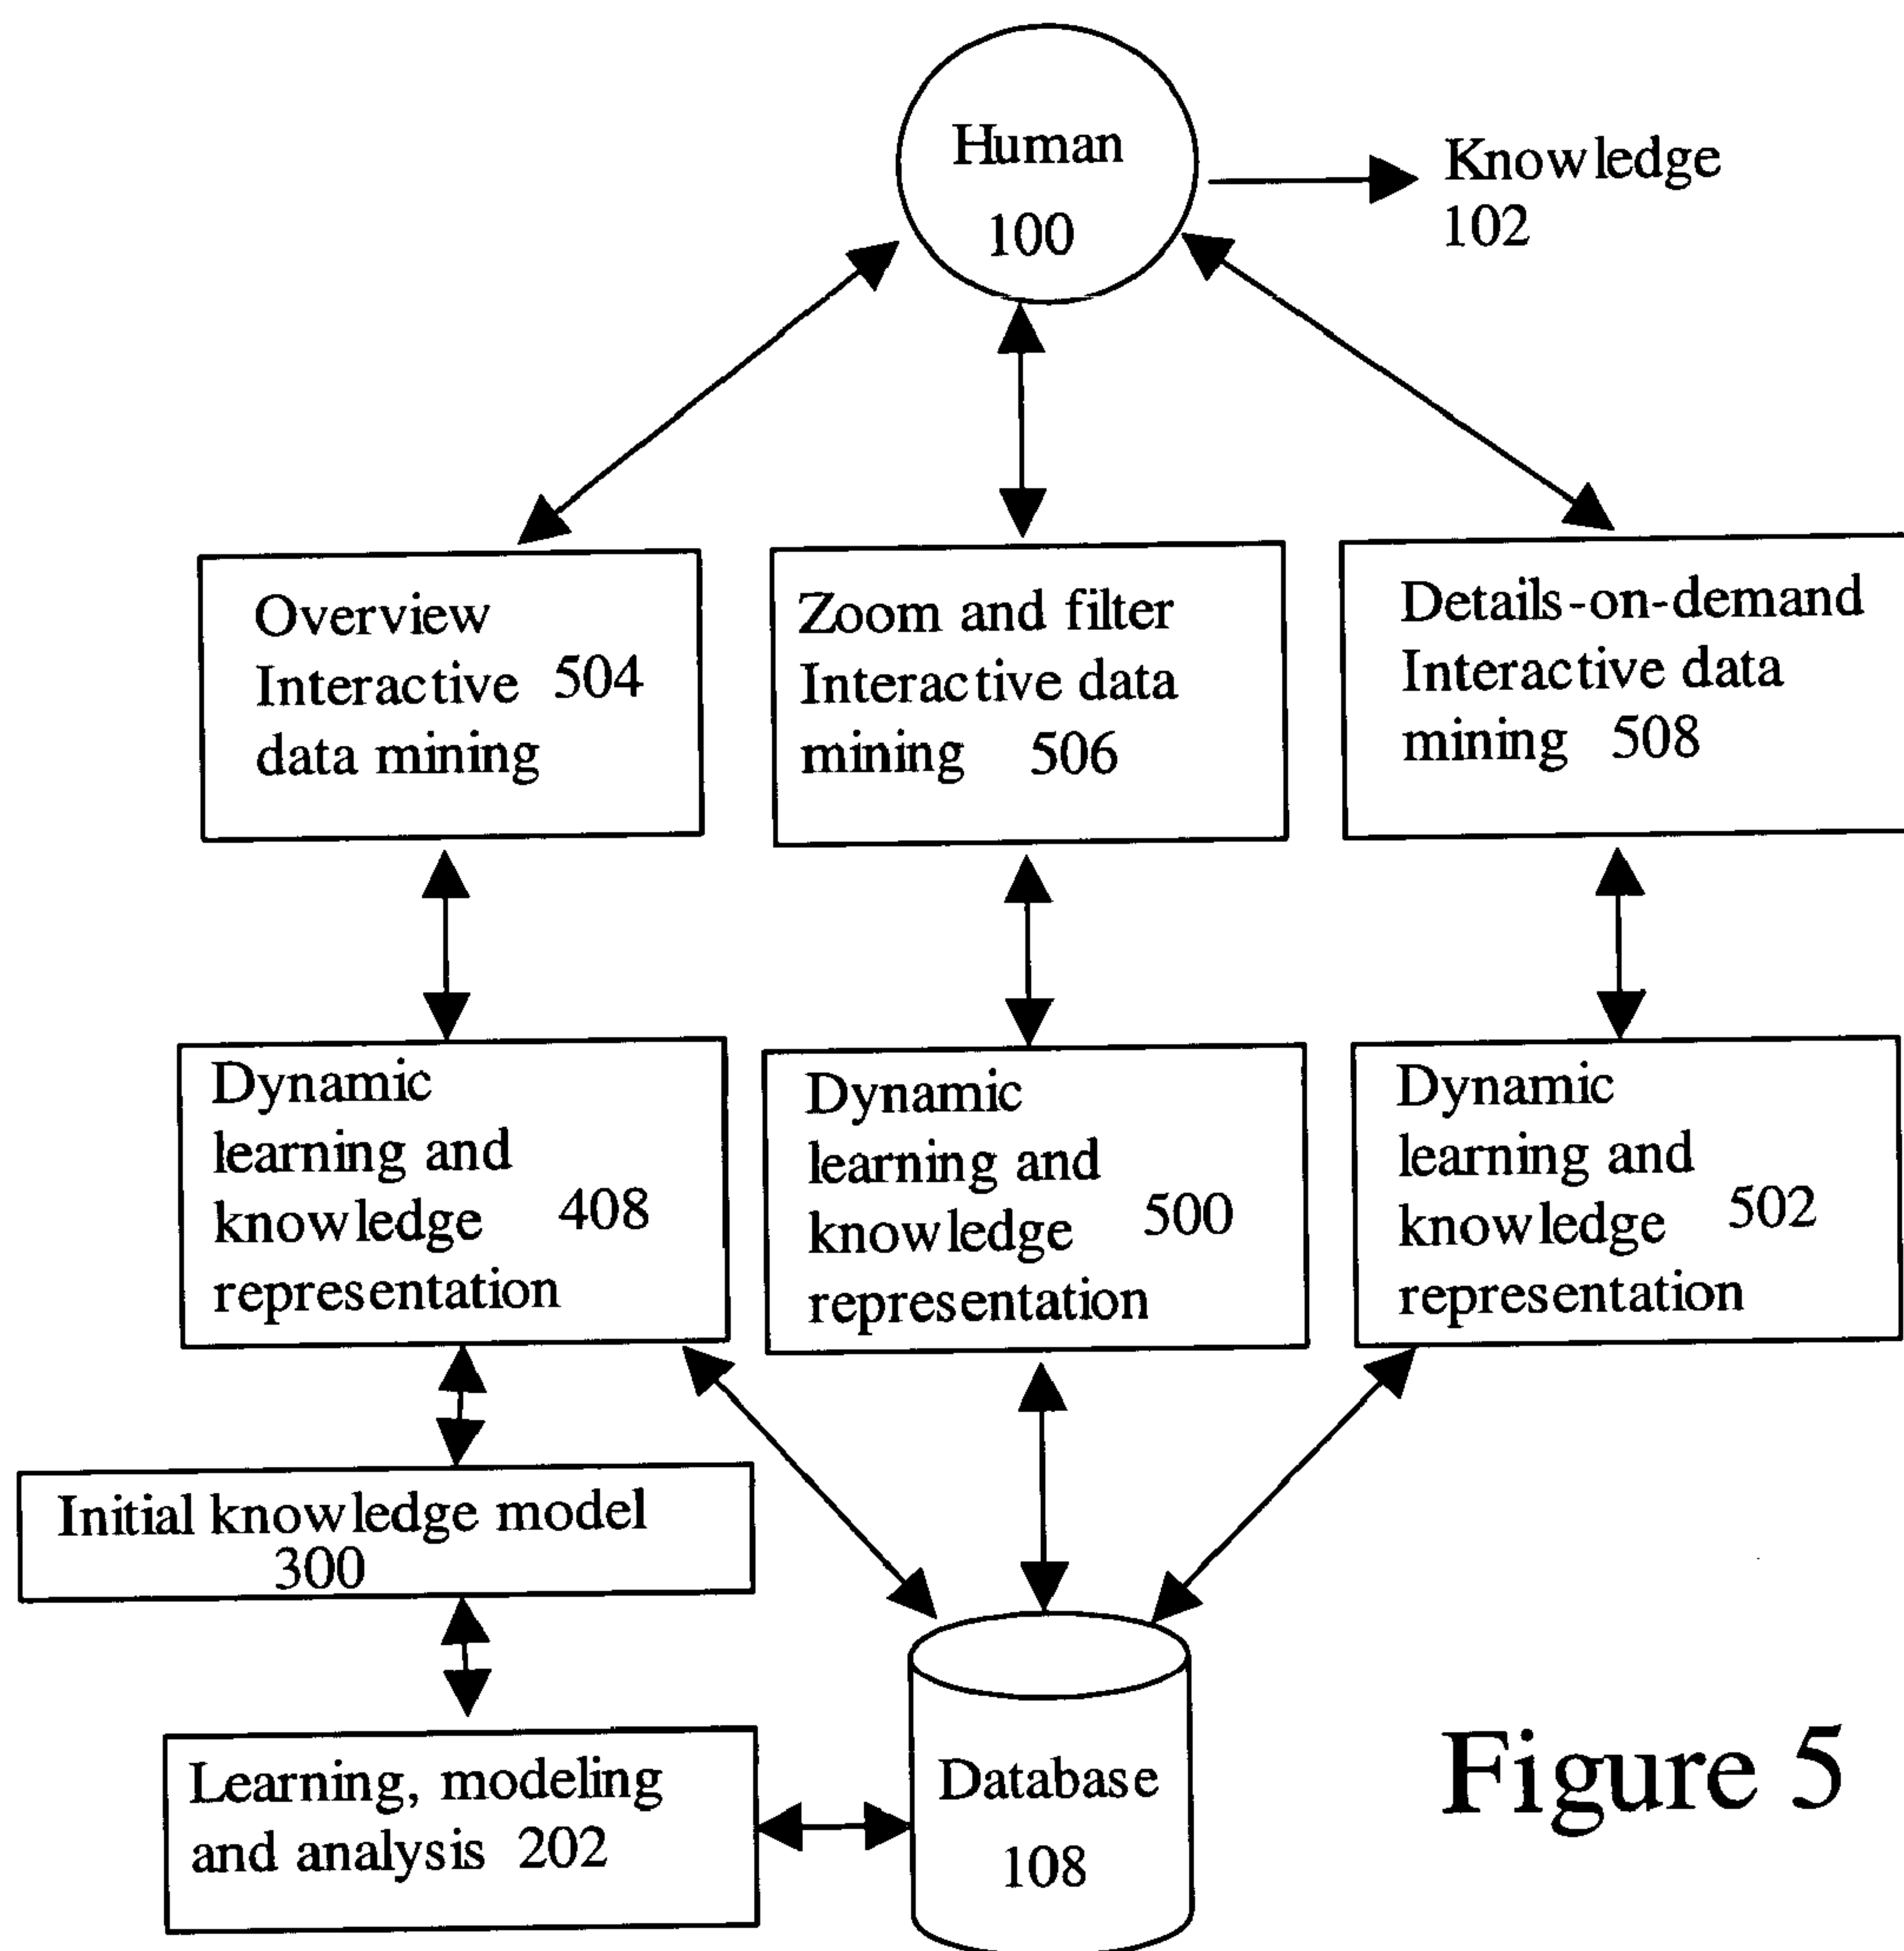 Human
100
Knowledge
102
Overview
Interactive 504
data mining
Zoom and filter
Interactive data
mining 506
Details-on-demand
Interactive data
mining 508
Dynamic
learning and
knowledge 408
representation
Dynamic
learning and
knowledge 500
representation
Dynamic
learning and
knowledge 502
representation
Initial knowledge model
300
Learning, modeling
and analysis 202
Database
108
Figure 5